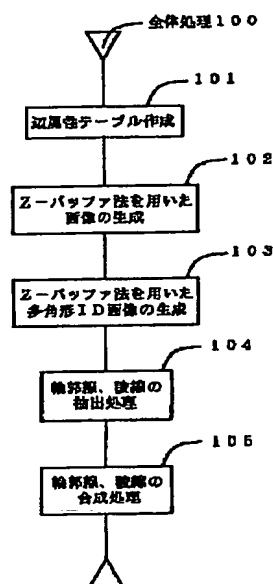 全体処理100
101
辺属性テーブル作成
102
Z−バッファ法を用いた
画像の生成
103
Z−バッファ法を用いた
多角形ID画像の生成
104
輪郭線、稜線の
抽出処理
105
輪郭線、稜線の
合成処理